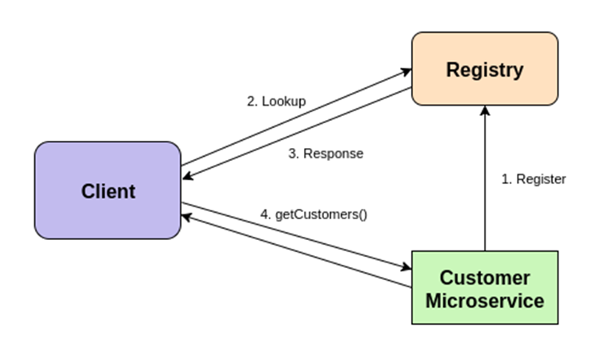 Registry
2. Lookup
3. Response
Client
1. Register
4. getCustomers()
Customer
Microservice